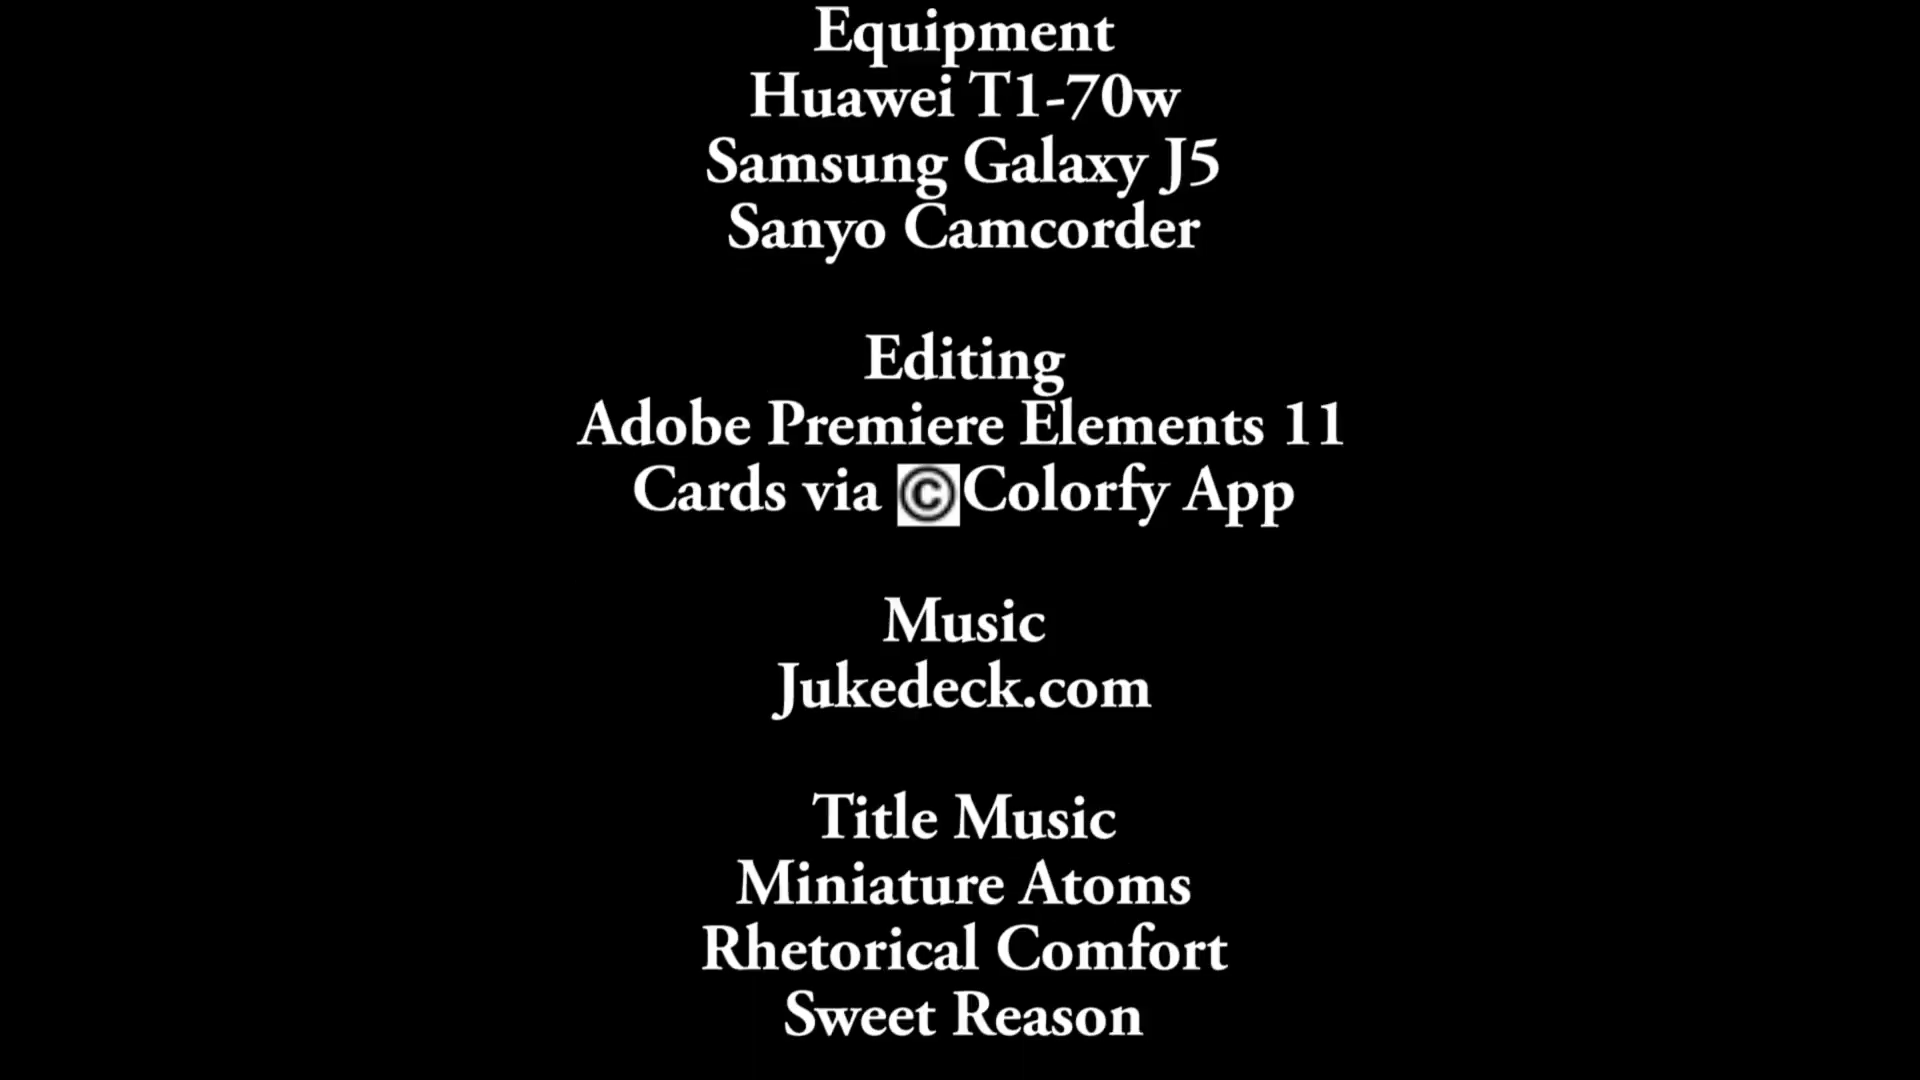 Equipment
Huawei T1-70w
Samsung Galaxy J5
Sanyo Camcorder
Editing
Adobe Premiere Elements 11
Cards via ©Colorfy App
Music
Jukedeck.com
Title Music
Miniature Atoms
Rhetorical Comfort
Sweet Reason